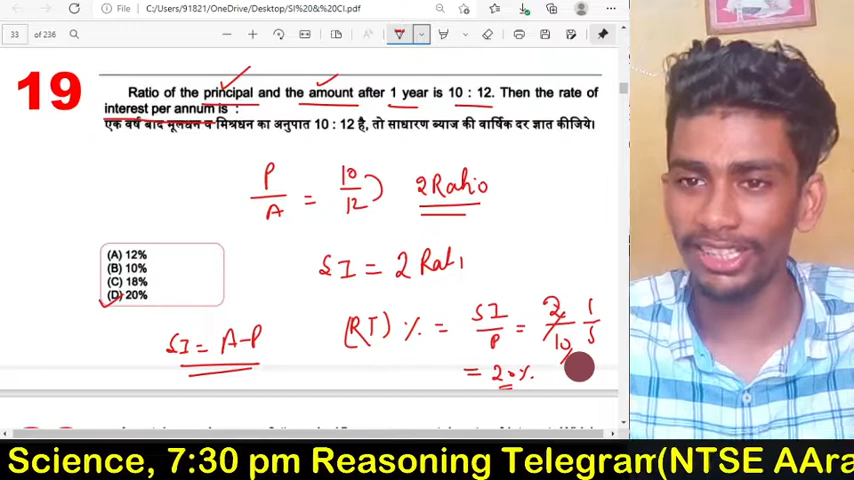 File
C:/Users/91821/OneDrive/Desktop/SI%20&%20CI.pdf
33 of 236
19
Ratio of the principal and the amount after 1 year is 10 : 12. Then the rate of
interest per annum is :
एक वर्ष बाद मूलधन व मिश्रधन का अनुपात 10 : 12 है, तो साधारण ब्याज की वार्षिक दर ज्ञात कीजिये।
P/A = 10/12) 2 Ratio
(A) 12%
(B) 10%
(C) 18%
(D) 20%
SI = 2 Rati
SI = A-P
(RT) % = SI/P = 2/10 1/5
= 20%
Science, 7:30 pm Reasoning Telegram(NTSE AAra